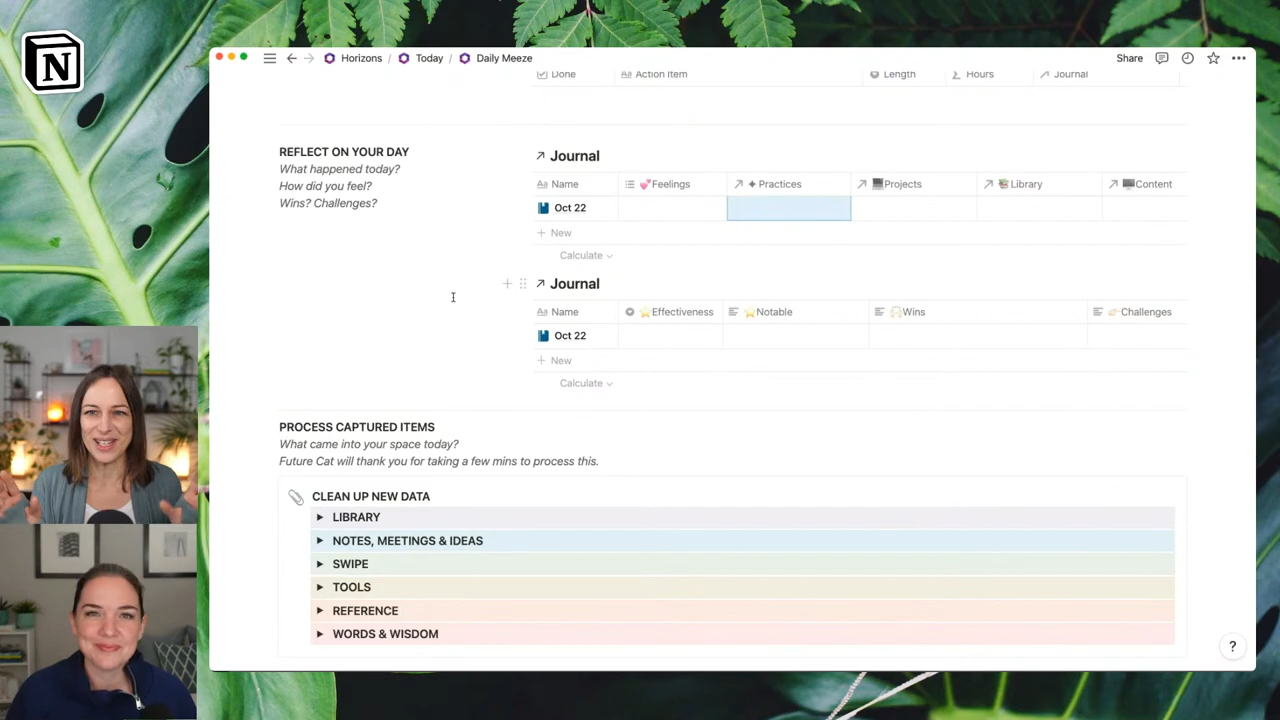 N
Horizons / Today / Daily Meeze
Share
Done Action Item Length Hours Journal
REFLECT ON YOUR DAY
What happened today?
How did you feel?
Wins? Challenges?
Journal
Aa Name Feelings Practices Projects Library Content
Oct 22
+ New
Calculate
Journal
Aa Name Effectiveness Notable Wins Challenges
Oct 22
+ New
Calculate
PROCESS CAPTURED ITEMS
What came into your space today?
Future Cat will thank you for taking a few mins to process this.
CLEAN UP NEW DATA
LIBRARY
NOTES, MEETINGS & IDEAS
SWIPE
TOOLS
REFERENCE
WORDS & WISDOM
?